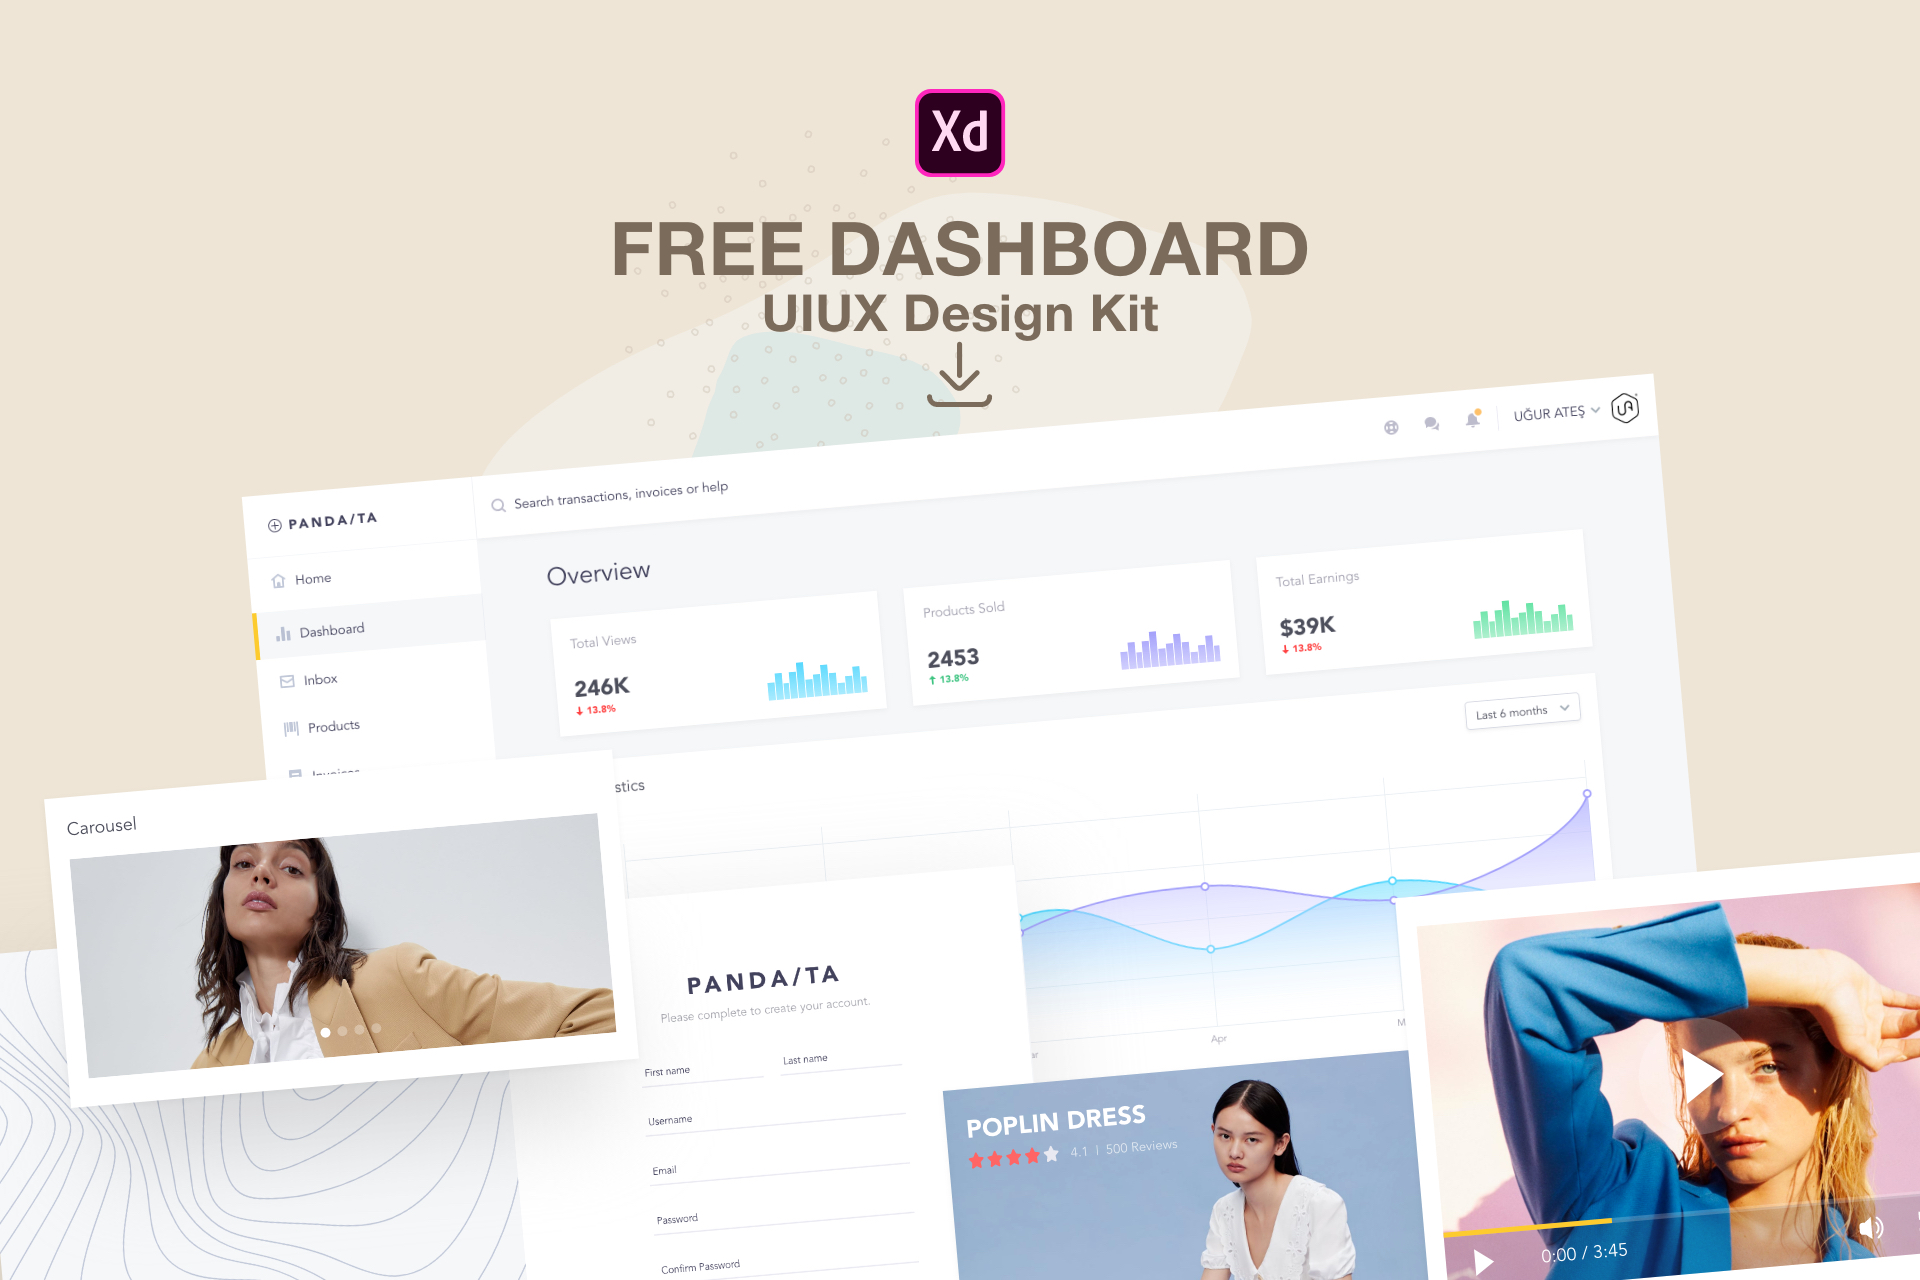 Xd
FREE DASHBOARD
UIUX Design Kit
UĞUR ATEŞ
PANDA/TA
Search transactions, invoices or help
Home
Dashboard
Inbox
Products
Invoices
Overview
Total Views
246K
13.8%
Products Sold
2453
13.8%
Total Earnings
$39K
13.8%
Last 6 months
stics
Apr
M
ar
Carousel
PANDA/TA
Please complete to create your account.
First name
Last name
Username
Email
Password
Confirm Password
POPLIN DRESS
4.1 | 500 Reviews
0:00 / 3:45